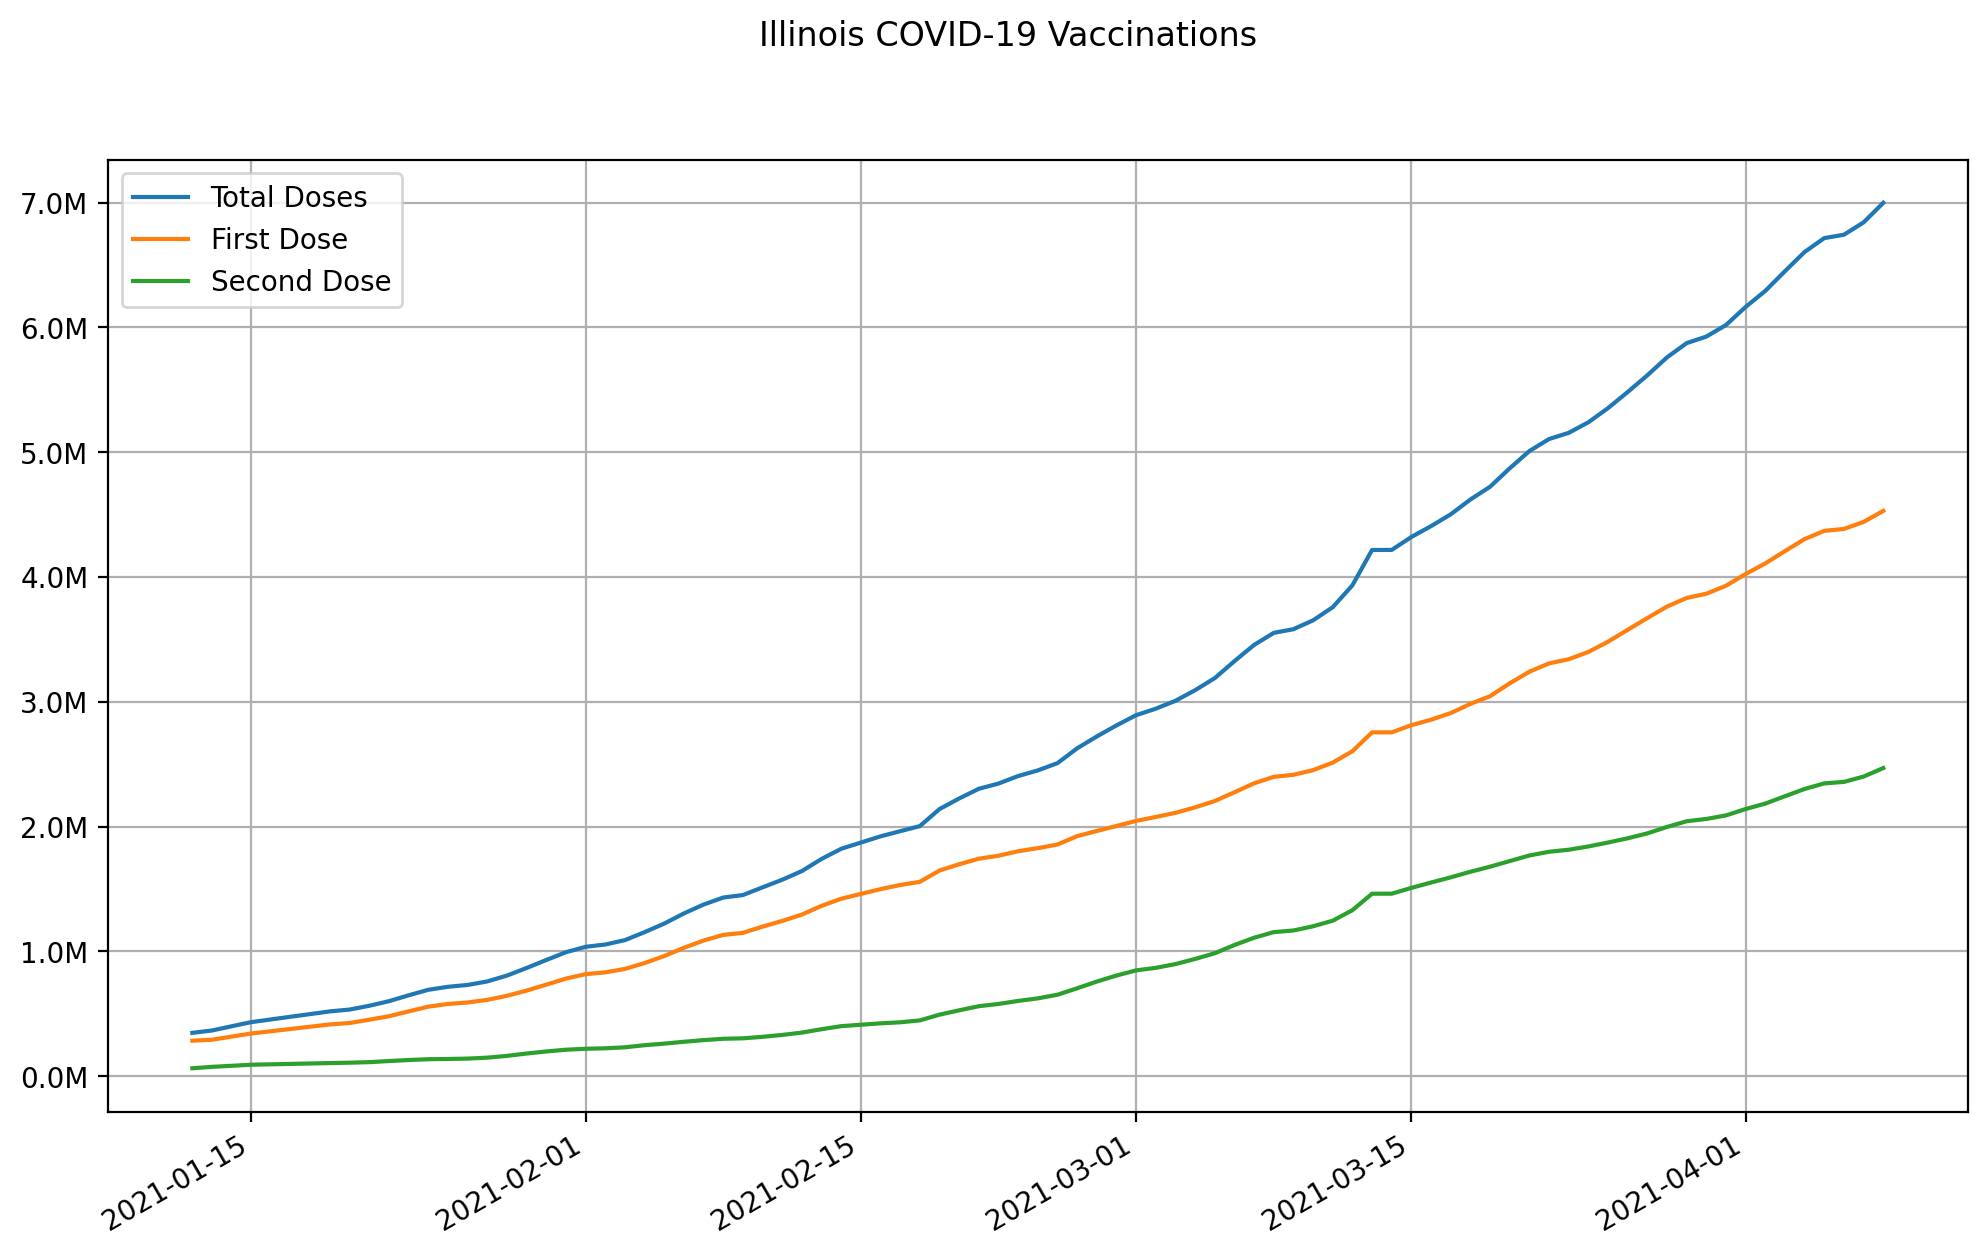 Illinois COVID-19 Vaccinations
Total Doses
First Dose
Second Dose
7.0M
6.0M
5.0M
4.0M
3.0M
2.0M
1.0M
0.0M
2021-01-15
2021-02-01
2021-02-15
2021-03-01
2021-03-15
2021-04-01